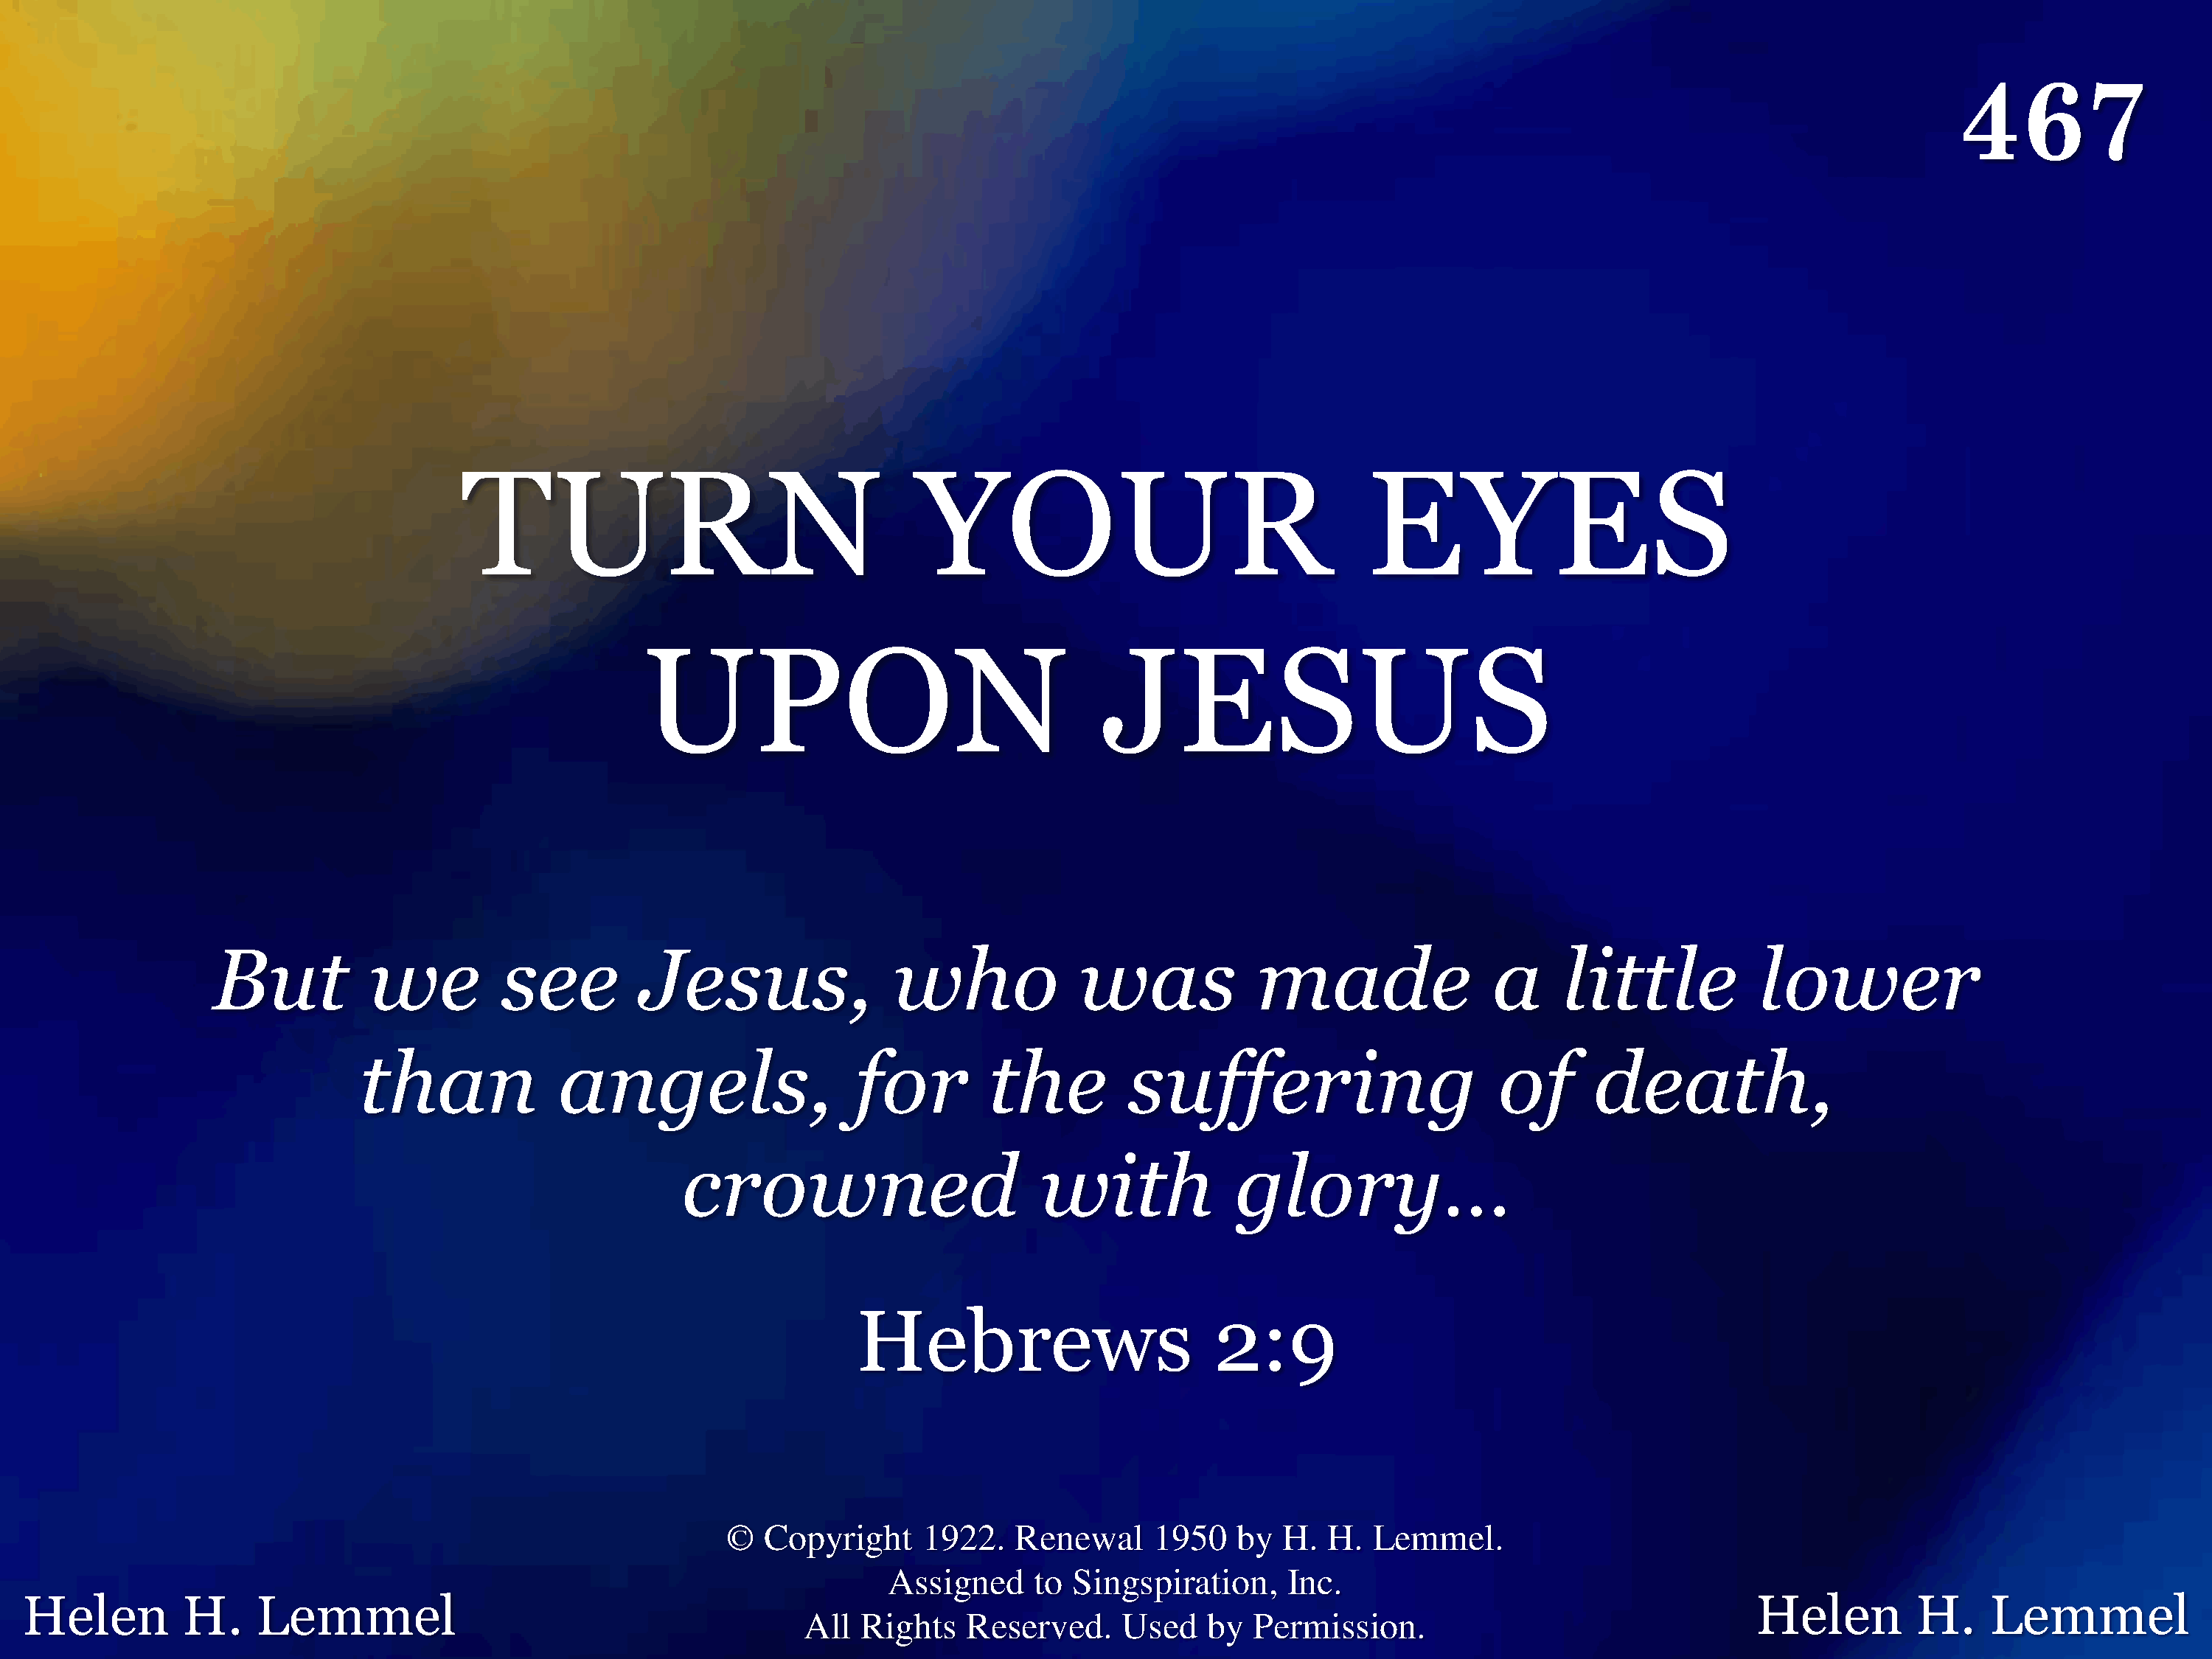 467
TURN YOUR EYES
UPON JESUS
But we see Jesus, who was made a little lower
than angels, for the suffering of death,
crowned with glory…
Hebrews 2:9
© Copyright 1922. Renewal 1950 by H. H. Lemmel.
Assigned to Singspiration, Inc.
All Rights Reserved. Used by Permission.
Helen H. Lemmel
Helen H. Lemmel